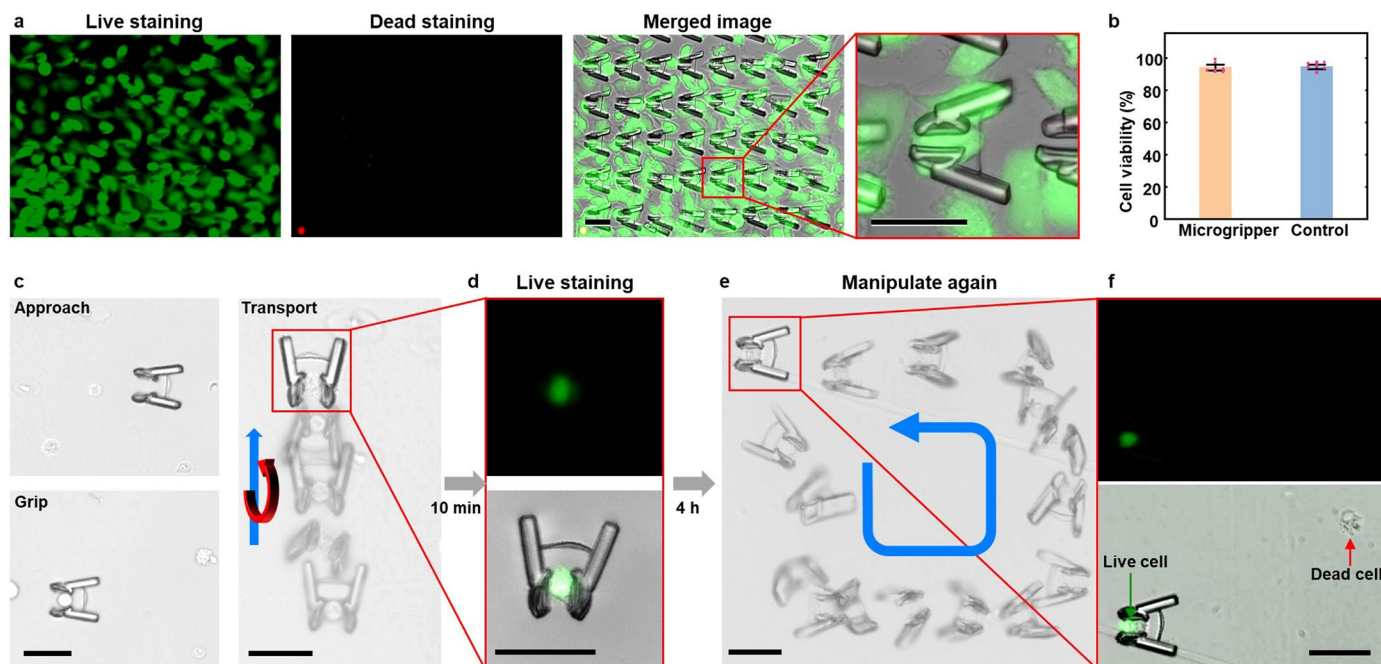 a
Live staining
Dead staining
Merged image
b
Cell viability (%)
100
80
60
40
20
0
Microgripper
Control
c
Approach
Grip
Transport
10 min
d
Live staining
4 h
e
Manipulate again
f
Live cell
Dead cell